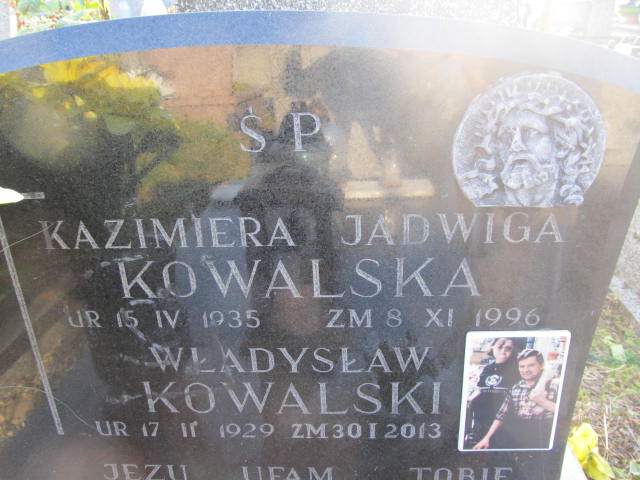 Ś P
KAZIMIERA JADWIGA
KOWALSKA
UR 15 IV 1935 ZM 8 XI 1996
WŁADYSŁAW
KOWALSKI
UR 17 II 1929 ZM 30 I 2013
JEZU UFAM TOBIE